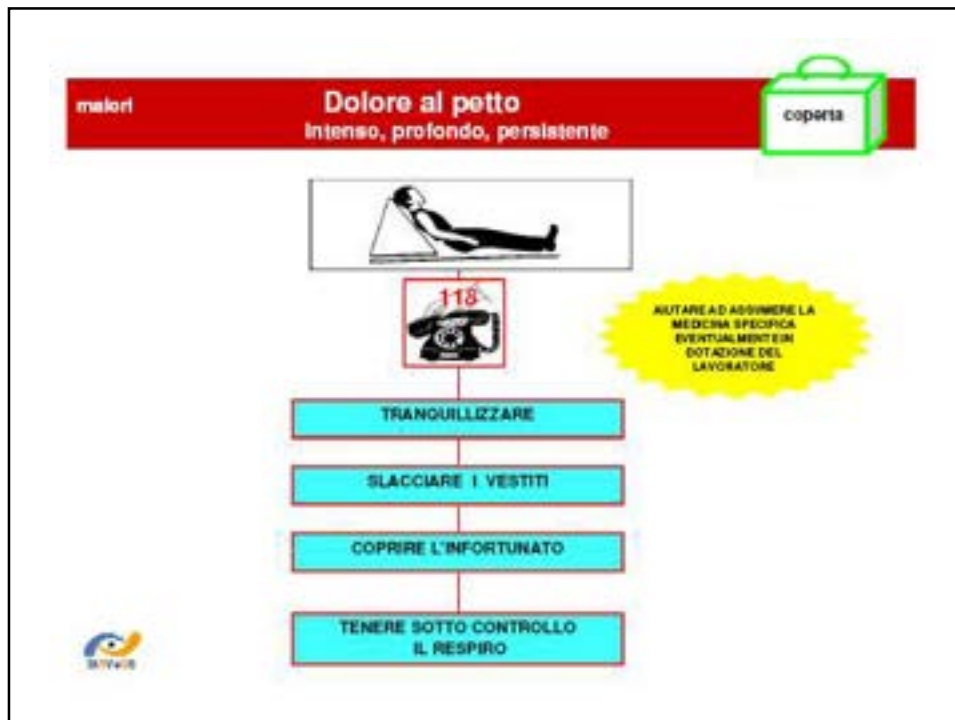 malori
Dolore al petto
Intenso, profondo, persistente
coperta
118
AIUTARE AD ASSUMERE LA
MEDICINA SPECIFICA
EVENTUALMENTE IN
DOTAZIONE DEL
LAVORATORE
TRANQUILLIZZARE
SLACCIARE I VESTITI
COPRIRE L'INFORTUNATO
TENERE SOTTO CONTROLLO
IL RESPIRO